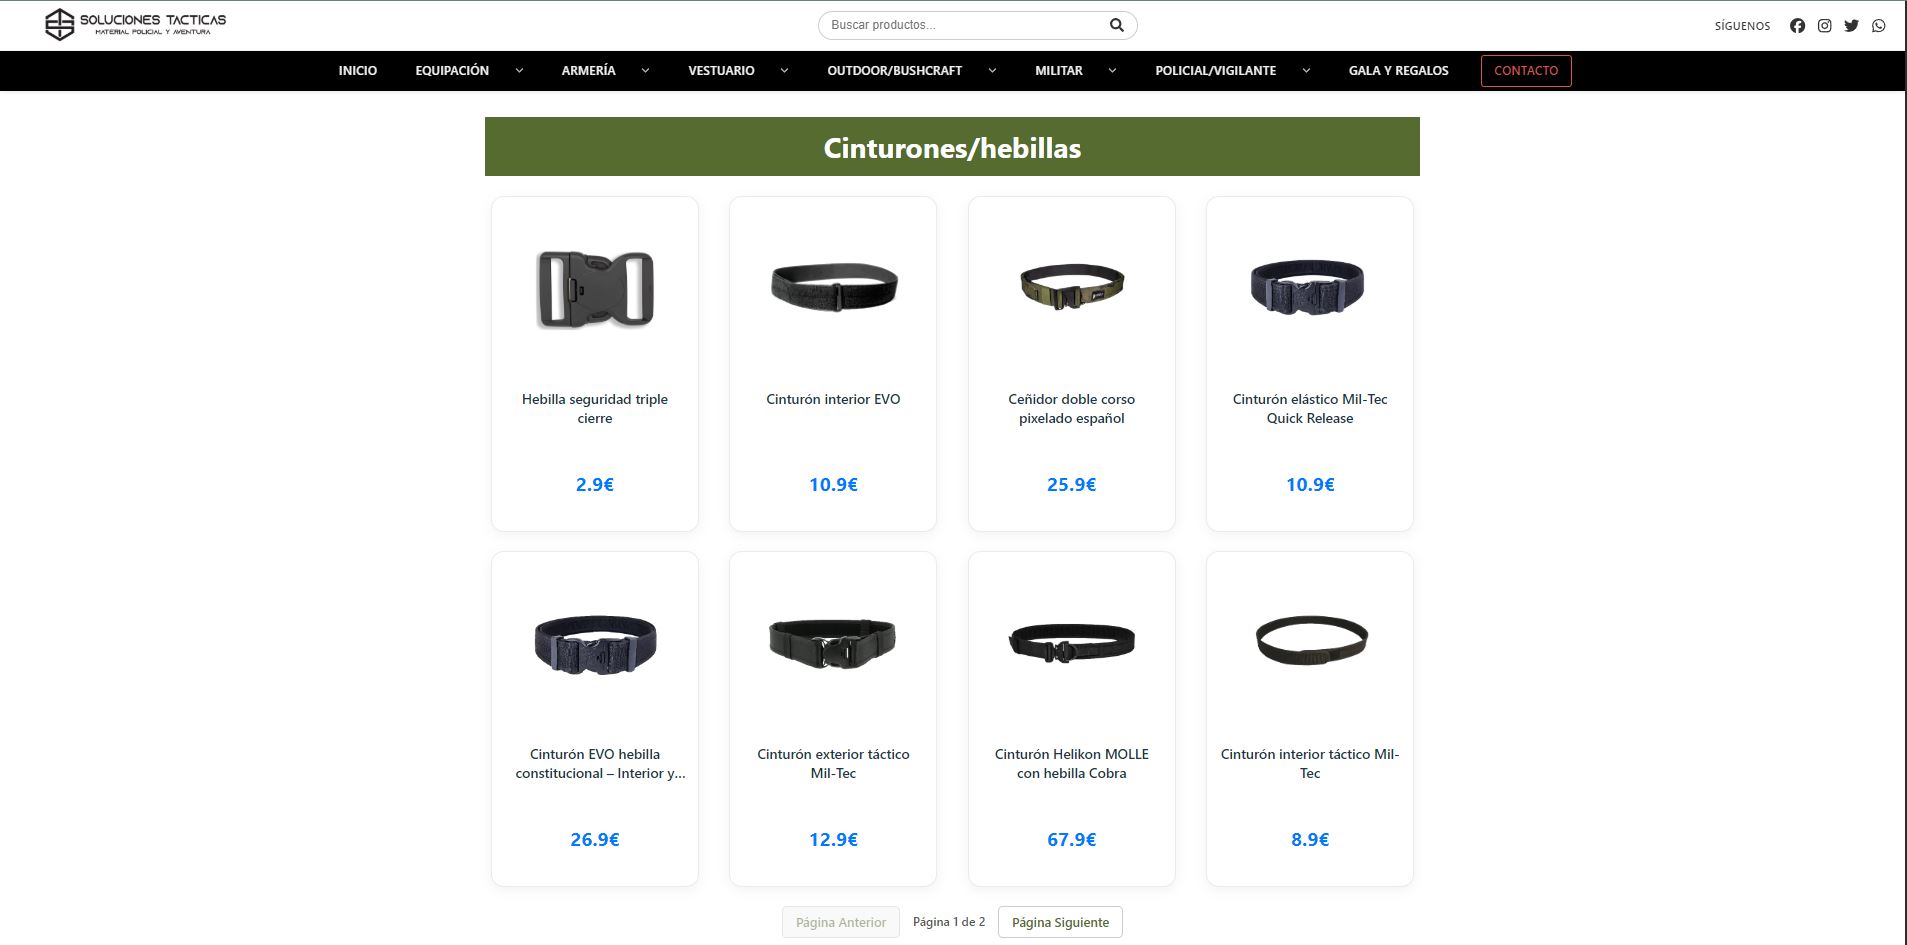 SOLUCIONES TACTICAS
MATERIAL POLICIAL Y AVENTURA
Buscar productos...
SÍGUENOS
INICIO
EQUIPACIÓN
ARMERÍA
VESTUARIO
OUTDOOR/BUSHCRAFT
MILITAR
POLICIAL/VIGILANTE
GALA Y REGALOS
CONTACTO
Cinturones/hebillas
Hebilla seguridad triple
cierre
2.9€
Cinturón interior EVO
10.9€
Ceñidor doble corso
pixelado español
25.9€
Cinturón elástico Mil-Tec
Quick Release
10.9€
Cinturón EVO hebilla
constitucional – Interior y...
26.9€
Cinturón exterior táctico
Mil-Tec
12.9€
Cinturón Helikon MOLLE
con hebilla Cobra
67.9€
Cinturón interior táctico Mil-
Tec
8.9€
Página Anterior
Página 1 de 2
Página Siguiente